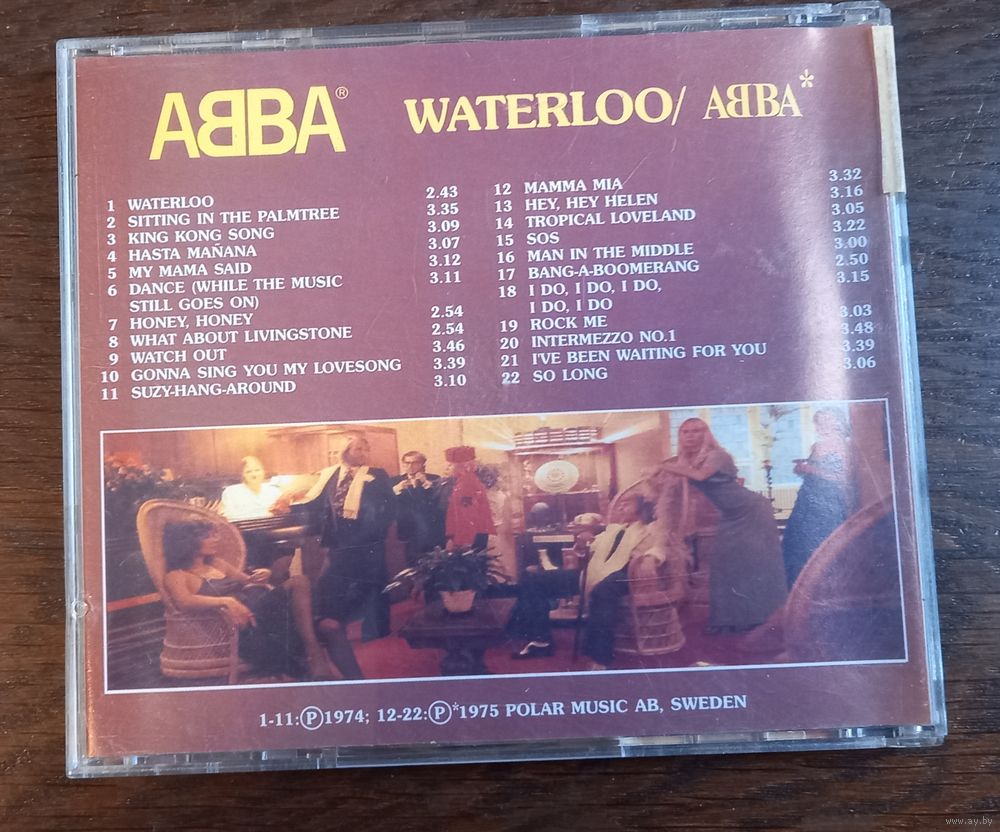 ABBA® WATERLOO/ ABBA*
1 WATERLOO 2.43
2 SITTING IN THE PALMTREE 3.35
3 KING KONG SONG 3.09
4 HASTA MAÑANA 3.07
5 MY MAMA SAID 3.12
6 DANCE (WHILE THE MUSIC 3.11
STILL GOES ON)
7 HONEY, HONEY 2.54
8 WHAT ABOUT LIVINGSTONE 2.54
9 WATCH OUT 3.46
10 GONNA SING YOU MY LOVESONG 3.39
11 SUZY-HANG-AROUND 3.10
12 MAMMA MIA 3.32
13 HEY, HEY HELEN 3.16
14 TROPICAL LOVELAND 3.05
15 SOS 3.22
16 MAN IN THE MIDDLE 3.00
17 BANG-A-BOOMERANG 2.50
18 I DO, I DO, I DO, 3.15
I DO, I DO
19 ROCK ME 3.03
20 INTERMEZZO NO.1 3.48
21 I'VE BEEN WAITING FOR YOU 3.39
22 SO LONG 3.06
1-11:Ⓟ1974; 12-22:Ⓟ*1975 POLAR MUSIC AB, SWEDEN
www.ay.by